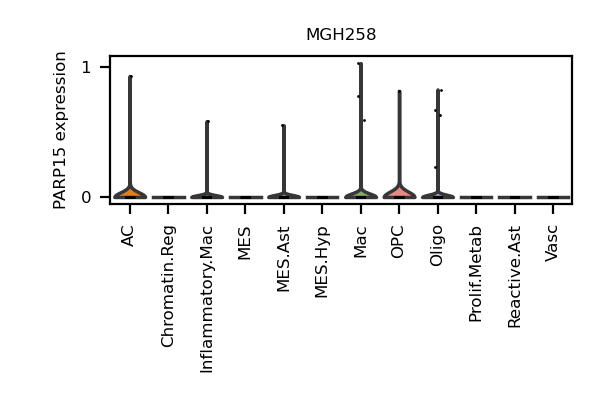 MGH258
PARP15 expression
1
0
AC
Chromatin.Reg
Inflammatory.Mac
MES
MES.Ast
MES.Hyp
Mac
OPC
Oligo
Prolif.Metab
Reactive.Ast
Vasc